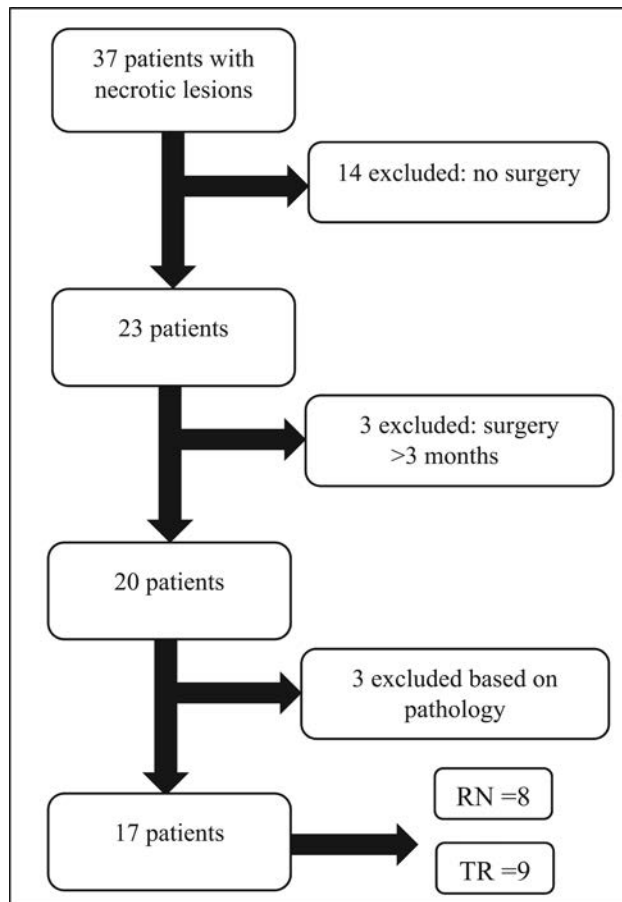 37 patients with
necrotic lesions
14 excluded: no surgery
23 patients
3 excluded: surgery
>3 months
20 patients
3 excluded based on
pathology
17 patients
RN =8
TR =9